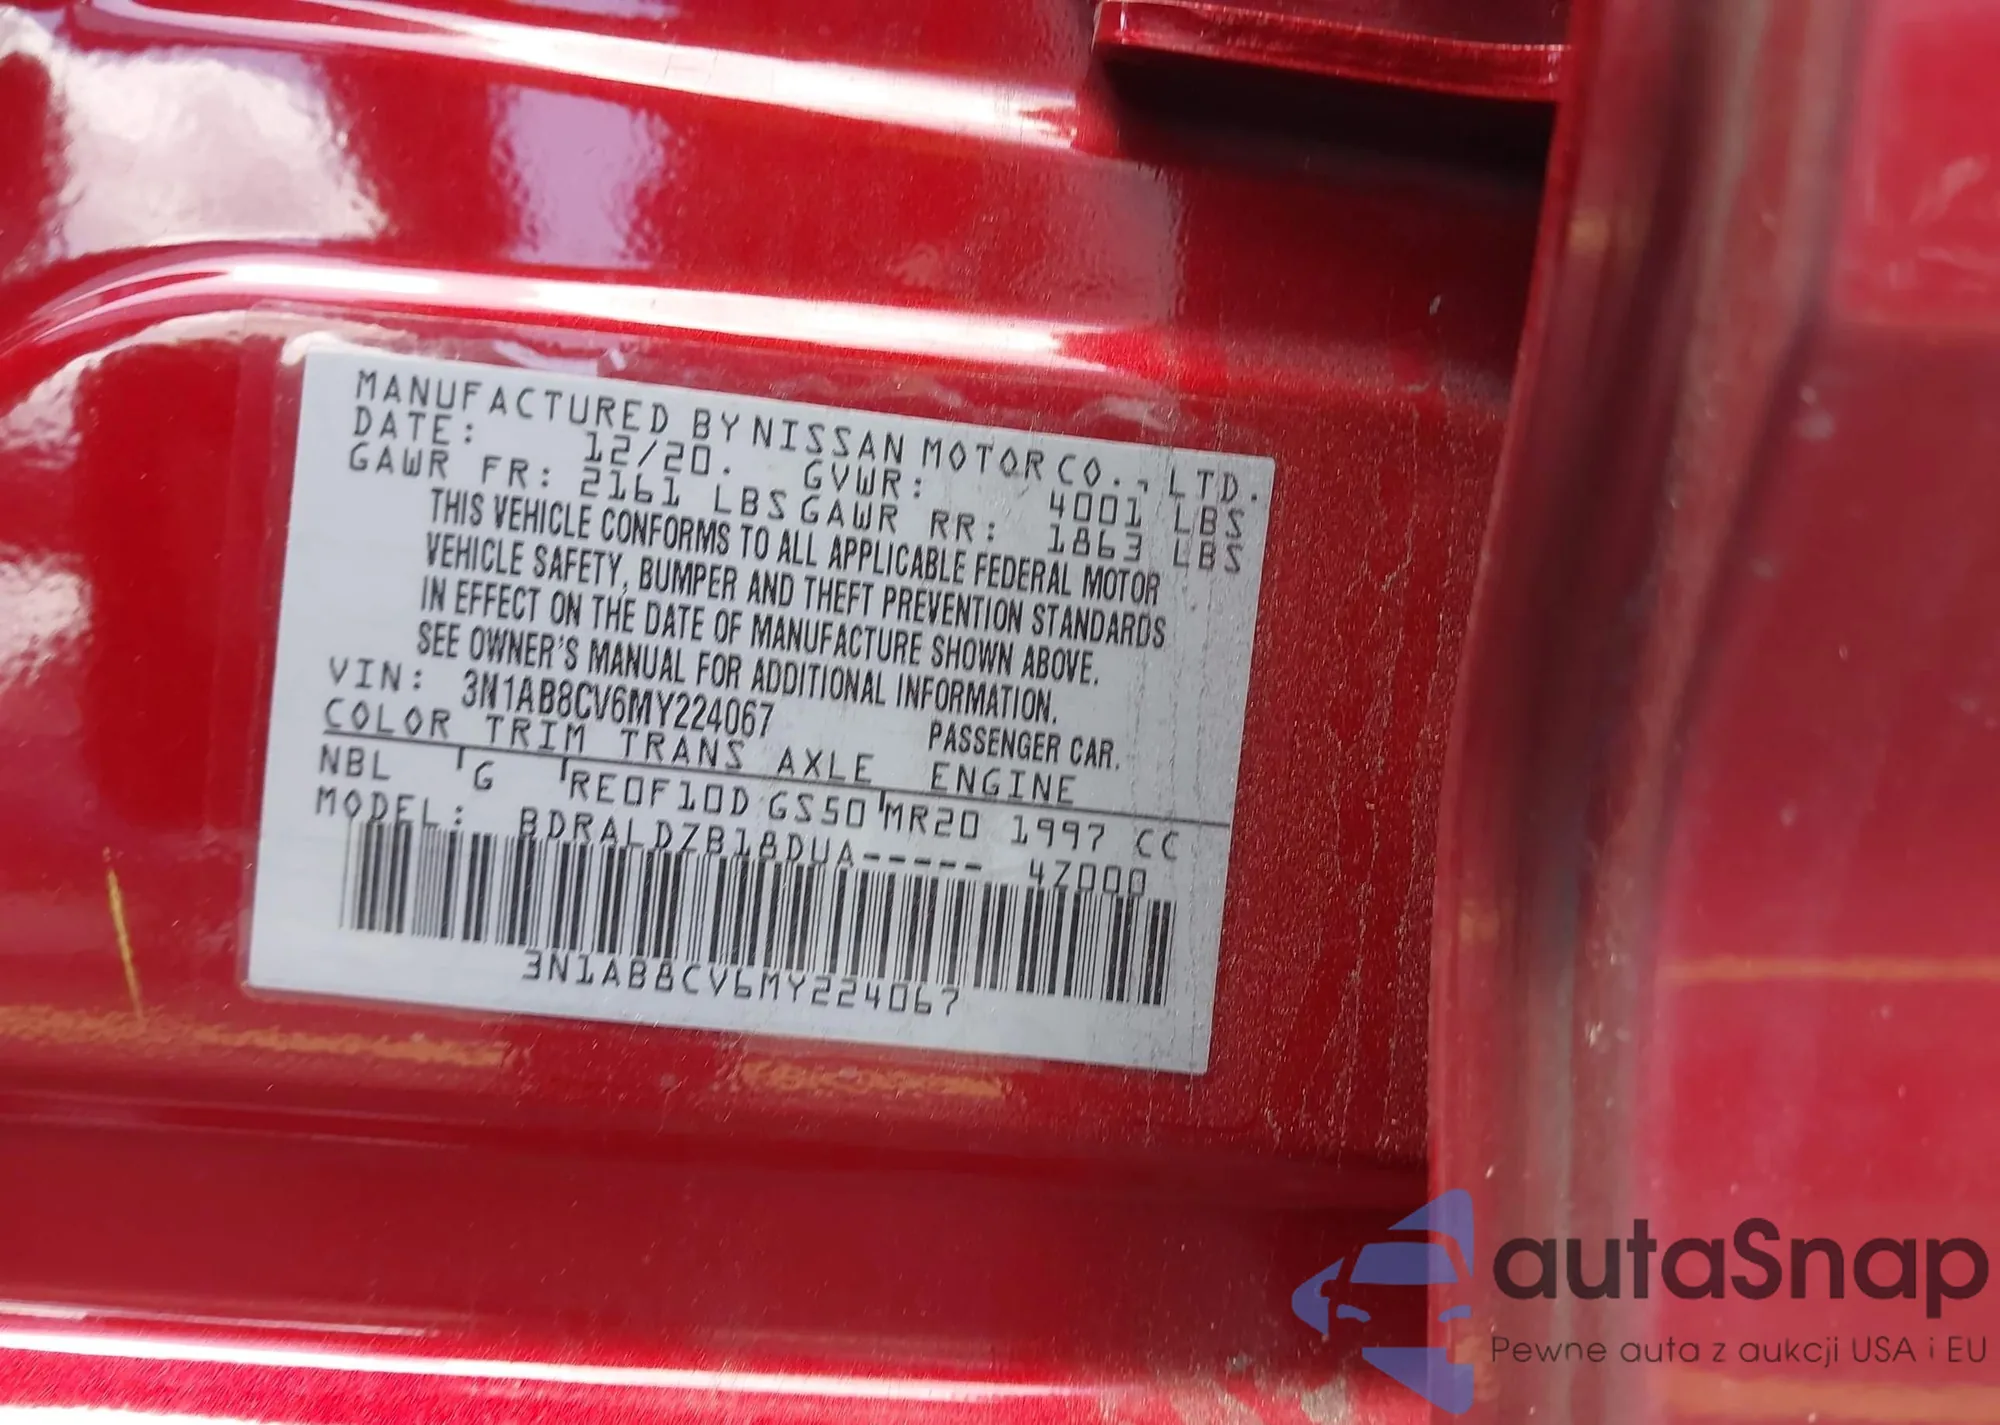 MANUFACTURED BY NISSAN MOTOR CO., LTD.
DATE: 12/20. GVWR: 4001 LBS
GAWR FR: 2161 LBS GAWR RR: 1863 LBS
THIS VEHICLE CONFORMS TO ALL APPLICABLE FEDERAL MOTOR
VEHICLE SAFETY, BUMPER AND THEFT PREVENTION STANDARDS
IN EFFECT ON THE DATE OF MANUFACTURE SHOWN ABOVE.
SEE OWNER'S MANUAL FOR ADDITIONAL INFORMATION.
VIN: 3N1AB8CV6MY224067 PASSENGER CAR.
COLOR TRIM TRANS AXLE ENGINE
NBL G RE0F10D GS50 MR20 1997 CC
MODEL: BDRALDZB18DUA----- 4Z000
3N1AB8CV6MY224067
autaSnap
Pewne auta z aukcji USA i EU